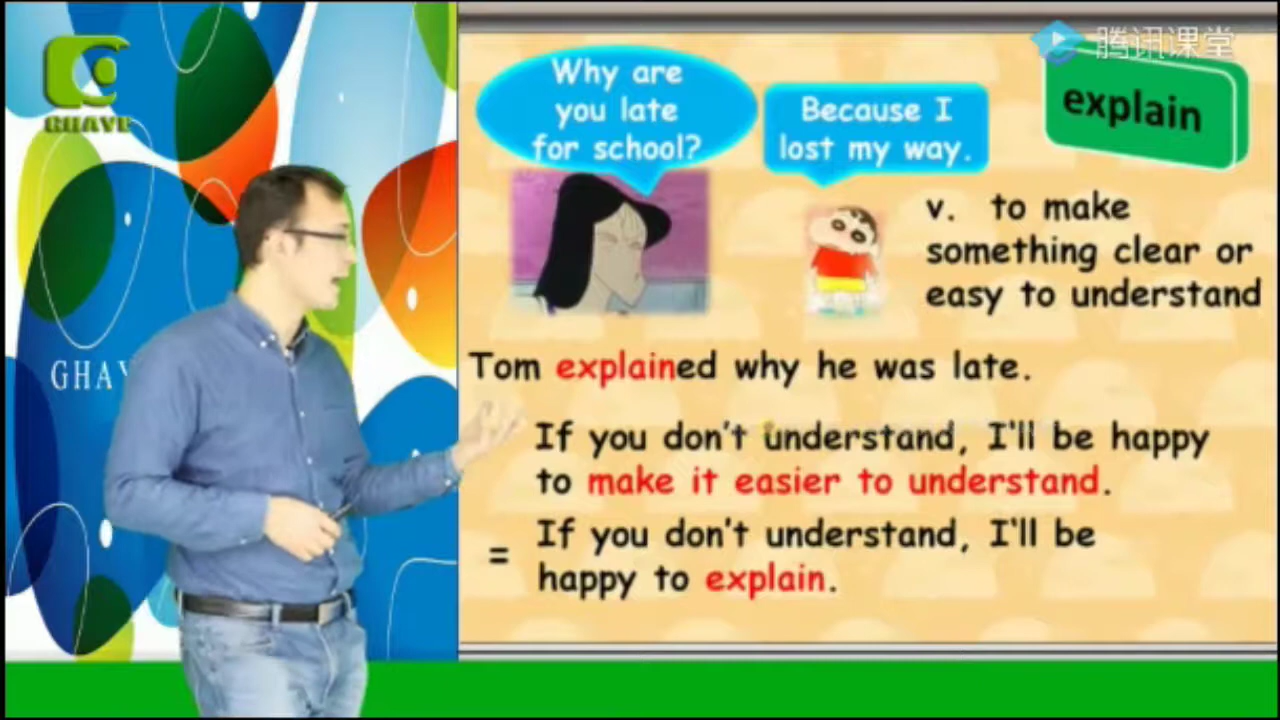 GHAYE
腾讯课堂
Why are
you late
for school?
Because I
lost my way.
explain
v. to make
something clear or
easy to understand
GHAY
Tom explained why he was late.
If you don't understand, I'll be happy
to make it easier to understand.
= If you don't understand, I'll be
happy to explain.